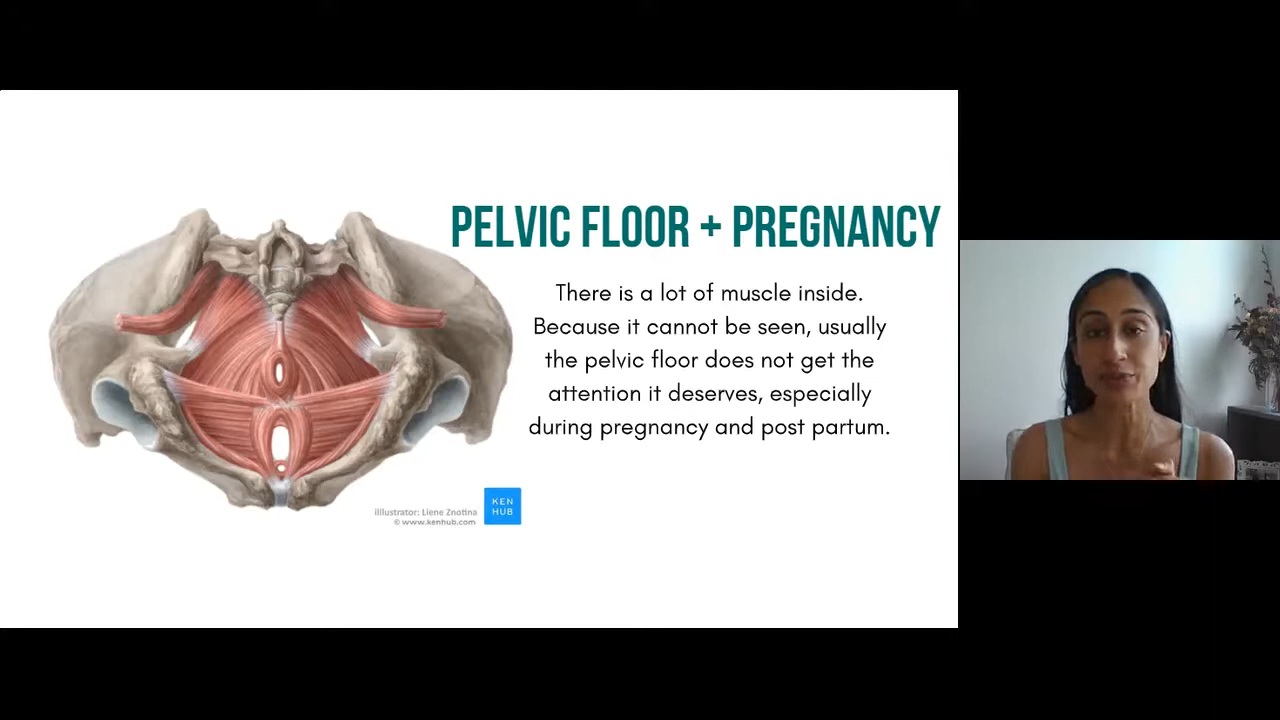 PELVIC FLOOR + PREGNANCY
There is a lot of muscle inside.
Because it cannot be seen, usually
the pelvic floor does not get the
attention it deserves, especially
during pregnancy and post partum.
illlustrator: Liene Znotina
© www.kenhub.com
KEN
HUB